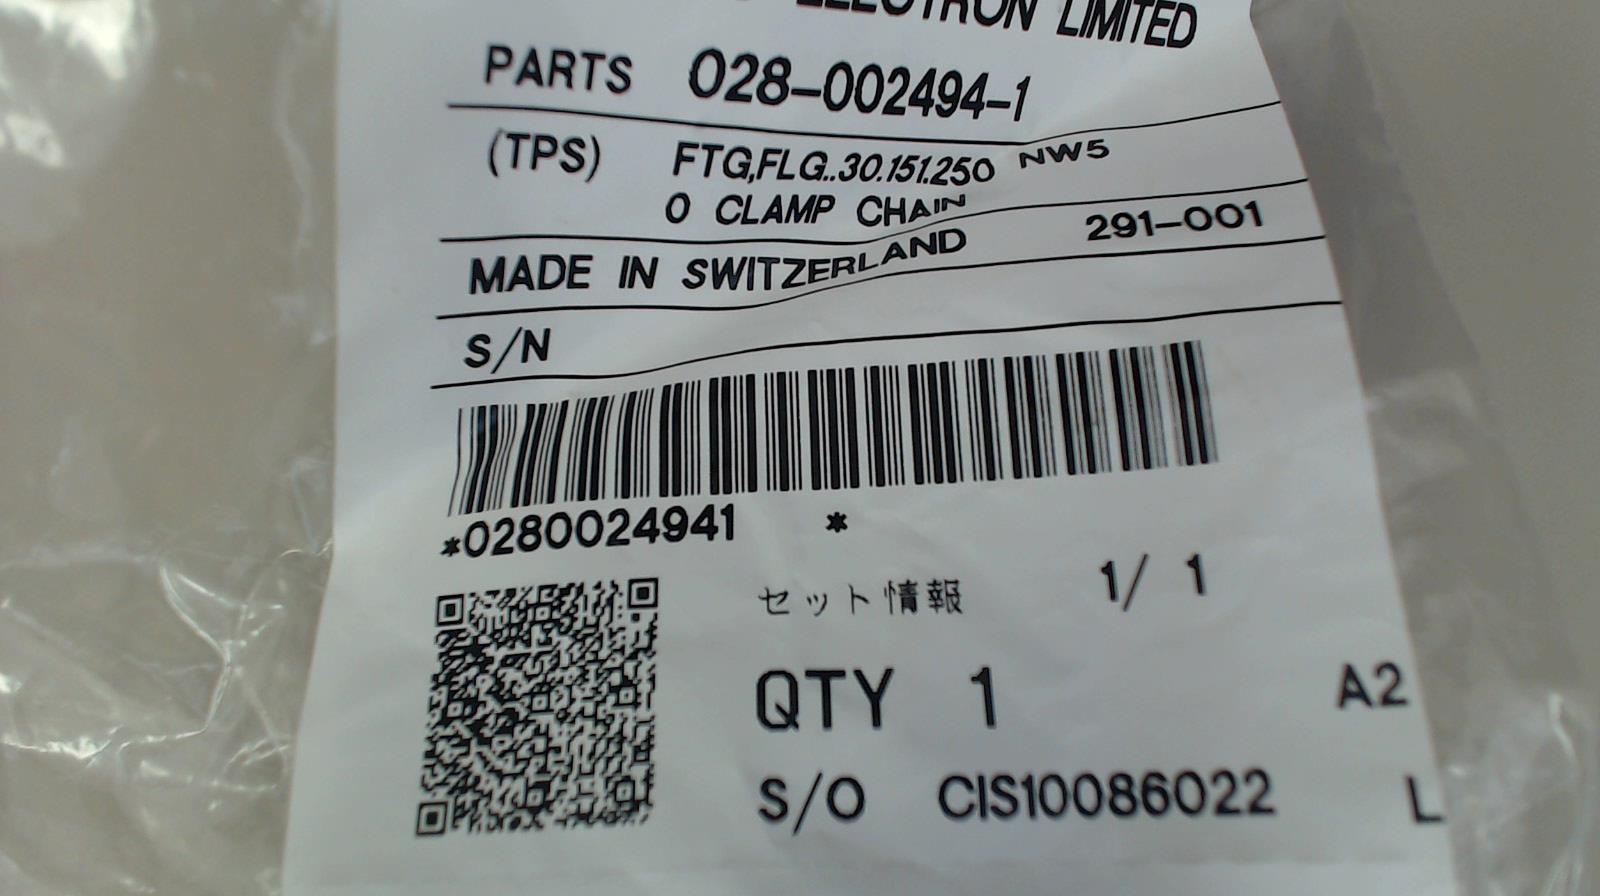 ELECTRON LIMITED
PARTS 028-002494-1
(TPS) FTG,FLG..30.151.250 NW5
0 CLAMP CHAIN
MADE IN SWITZERLAND 291-001
S/N
*0280024941 *
セット情報 1/ 1
QTY 1 A2
S/O CIS10086022 L